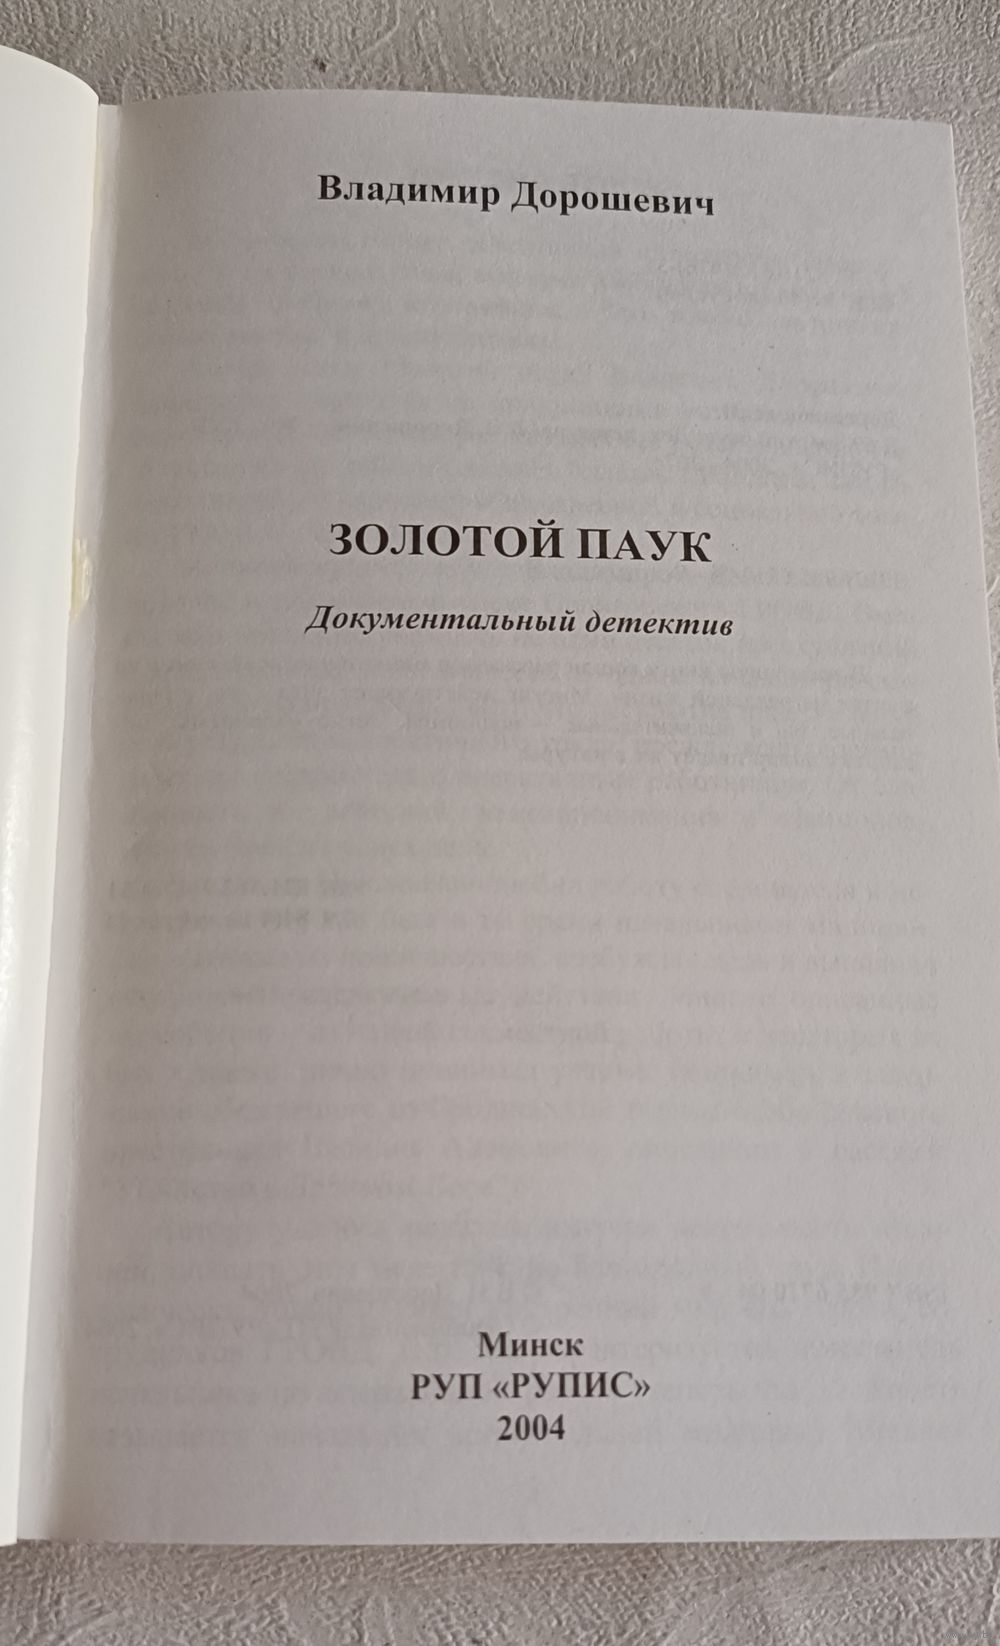 Владимир Дорошевич
ЗОЛОТОЙ ПАУК
Документальный детектив
Минск
РУП «РУПИС»
2004